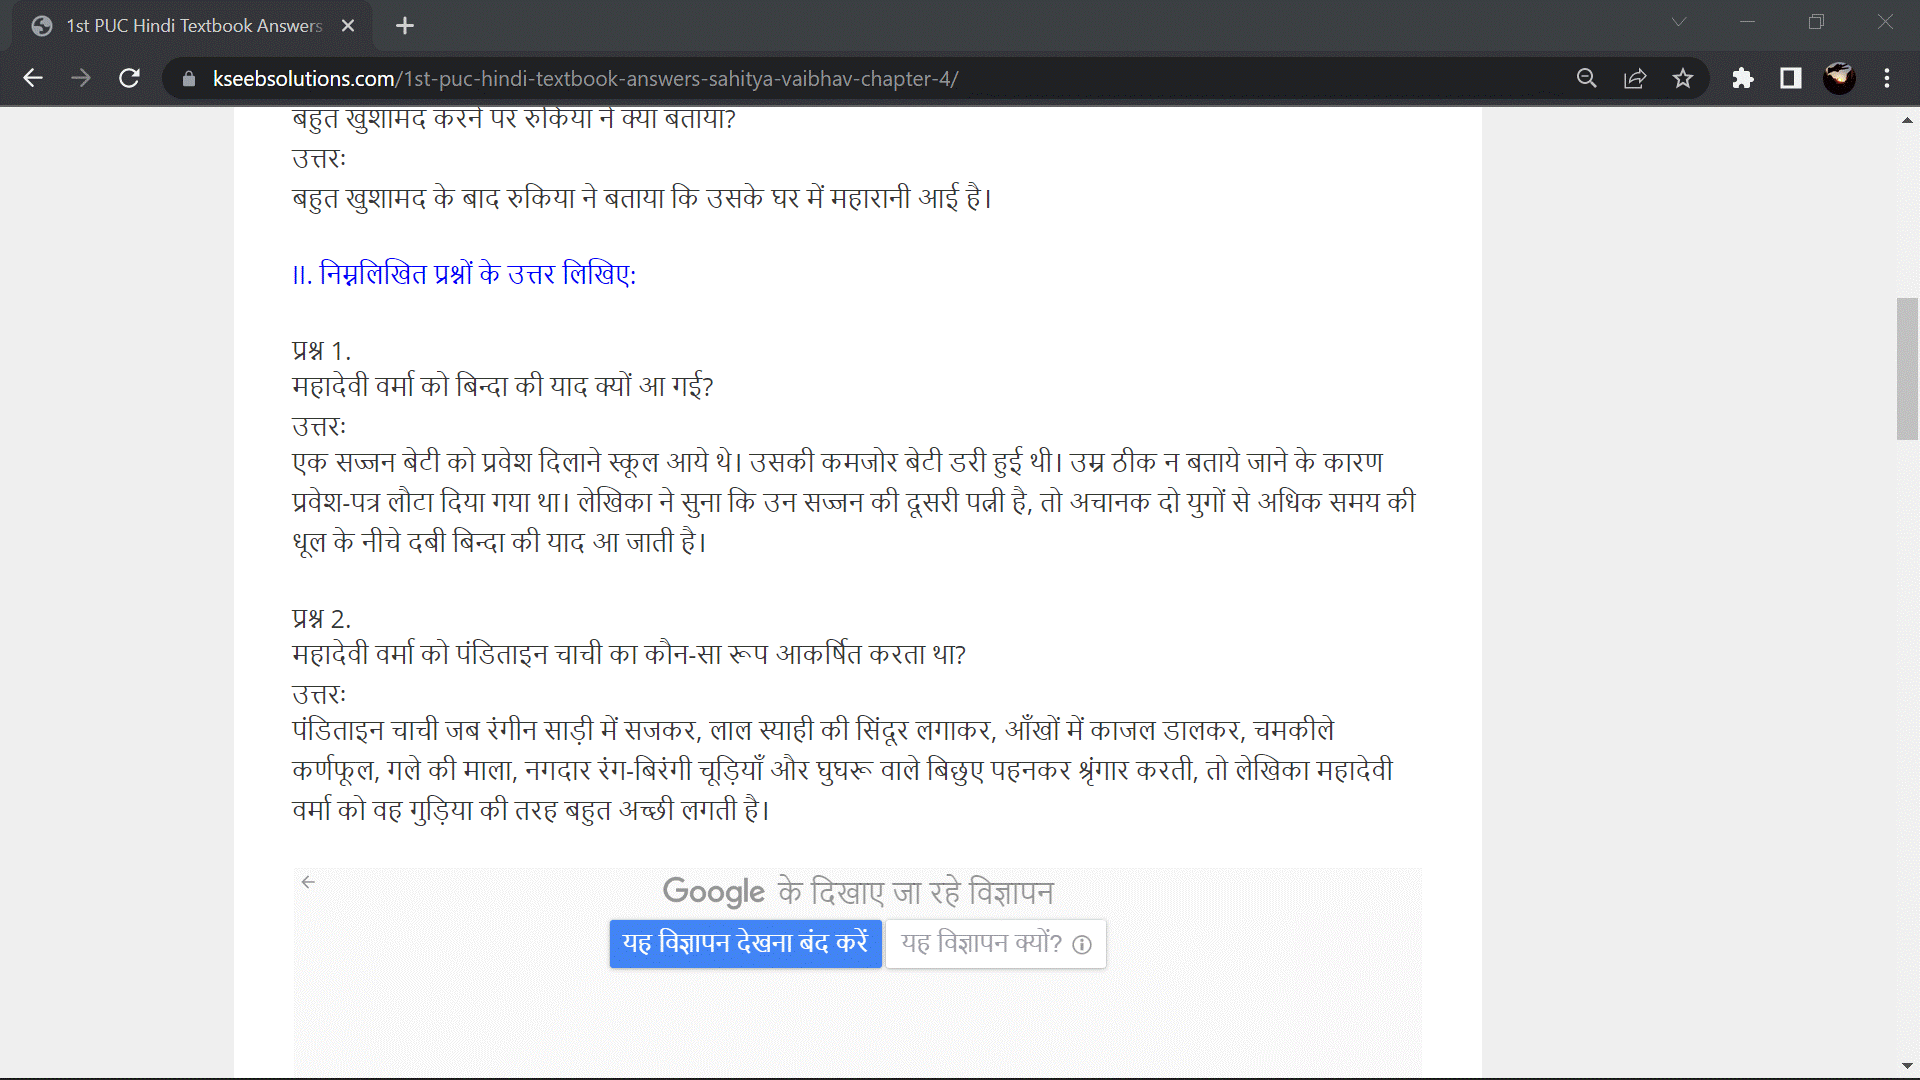 1st PUC Hindi Textbook Answers
kseebsolutions.com/1st-puc-hindi-textbook-answers-sahitya-vaibhav-chapter-4/
बहुत खुशामद करने पर रुकिया ने क्या बताया?
उत्तरः
बहुत खुशामद के बाद रुकिया ने बताया कि उसके घर में महारानी आई है।
II. निम्नलिखित प्रश्नों के उत्तर लिखिए:
प्रश्न 1.
महादेवी वर्मा को बिन्दा की याद क्यों आ गई?
उत्तरः
एक सज्जन बेटी को प्रवेश दिलाने स्कूल आये थे। उसकी कमजोर बेटी डरी हुई थी। उम्र ठीक न बताये जाने के कारण
प्रवेश-पत्र लौटा दिया गया था। लेखिका ने सुना कि उन सज्जन की दूसरी पत्नी है, तो अचानक दो युगों से अधिक समय की
धूल के नीचे दबी बिन्दा की याद आ जाती है।
प्रश्न 2.
महादेवी वर्मा को पंडिताइन चाची का कौन-सा रूप आकर्षित करता था?
उत्तरः
पंडिताइन चाची जब रंगीन साड़ी में सजकर, लाल स्याही की सिंदूर लगाकर, आँखों में काजल डालकर, चमकीले
कर्णफूल, गले की माला, नगदार रंग-बिरंगी चूड़ियाँ और घुघरू वाले बिछुए पहनकर श्रृंगार करती, तो लेखिका महादेवी
वर्मा को वह गुड़िया की तरह बहुत अच्छी लगती है।
Google के दिखाए जा रहे विज्ञापन
यह विज्ञापन देखना बंद करें यह विज्ञापन क्यों?